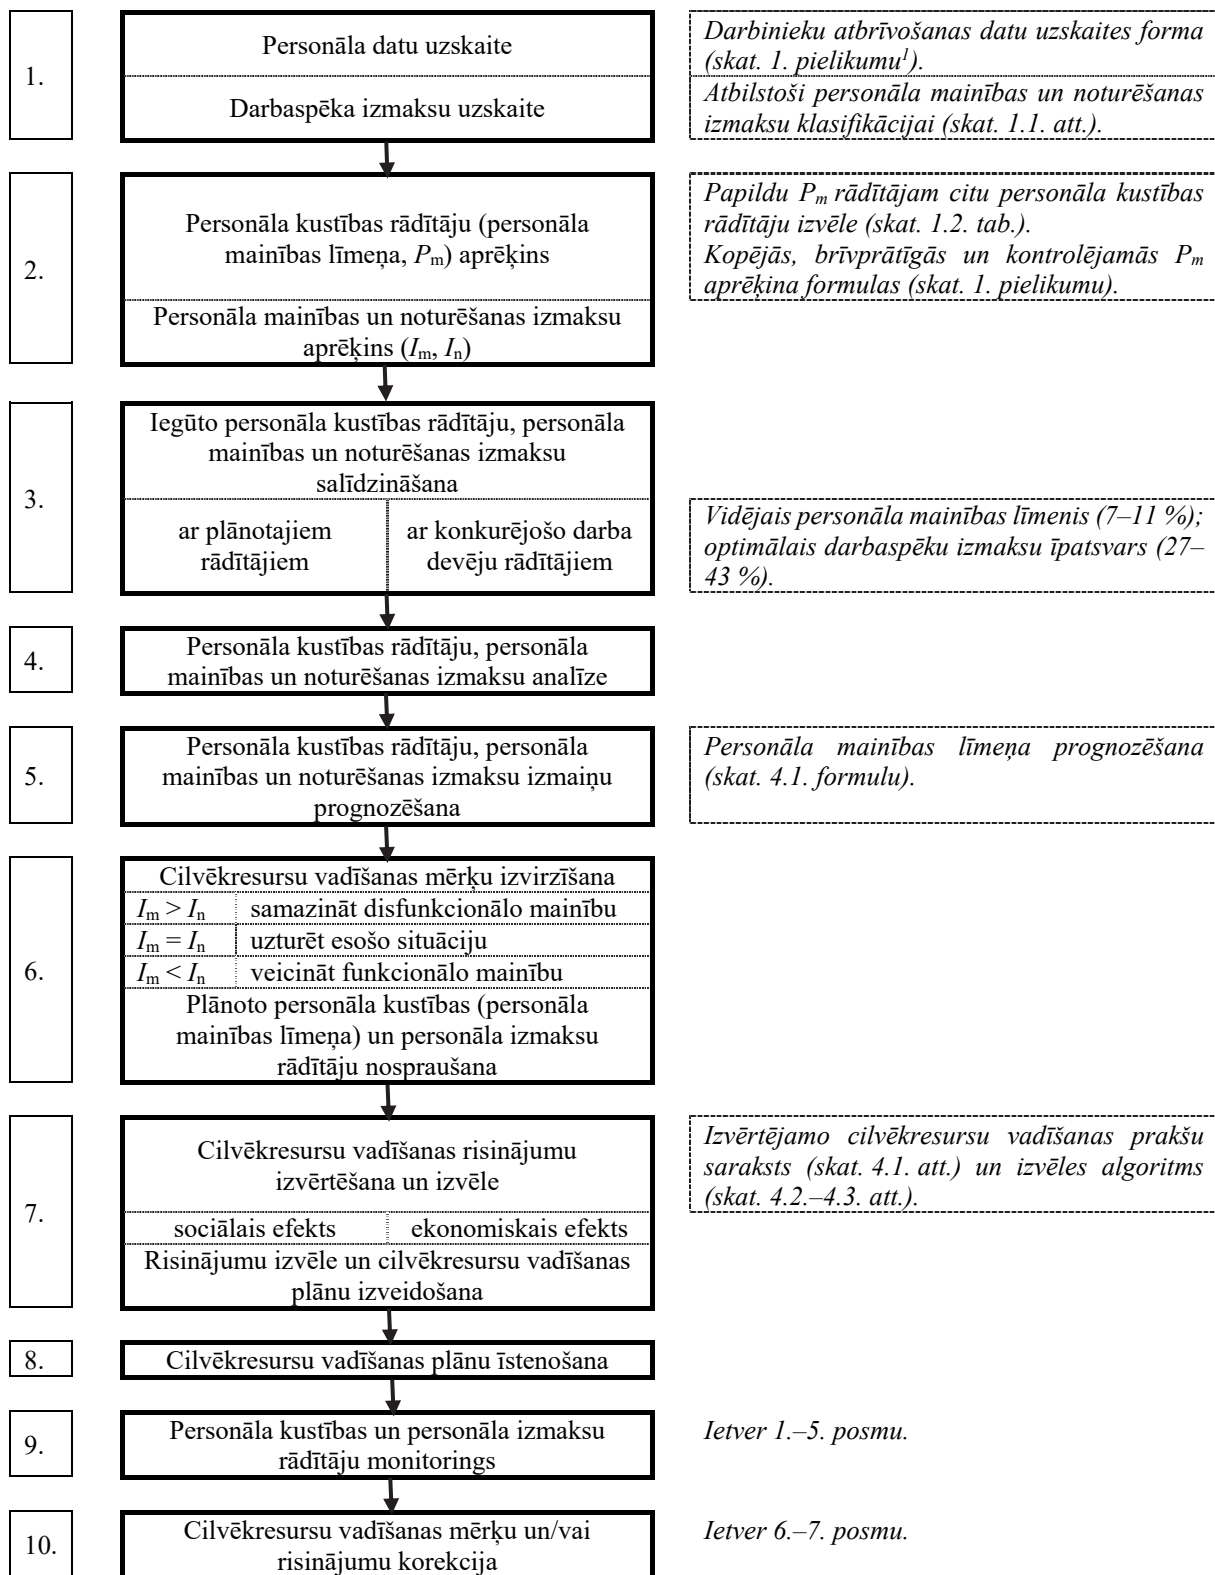 1.
Personāla datu uzskaite
Darbaspēka izmaksu uzskaite
Darbinieku atbrīvošanas datu uzskaites forma
(skat. 1. pielikumu¹).
Atbilstoši personāla mainības un noturēšanas
izmaksu klasifikācijai (skat. 1.1. att.).
2.
Personāla kustības rādītāju (personāla
mainības līmeņa, Pm) aprēķins
Personāla mainības un noturēšanas izmaksu
aprēķins (Im, In)
Papildu Pm rādītājam citu personāla kustības
rādītāju izvēle (skat. 1.2. tab.).
Kopējās, brīvprātīgās un kontrolējamās Pm
aprēķina formulas (skat. 1. pielikumu).
3.
Iegūto personāla kustības rādītāju, personāla
mainības un noturēšanas izmaksu
salīdzināšana
ar plānotajiem
rādītājiem
ar konkurējošo darba
devēju rādītājiem
Vidējais personāla mainības līmenis (7–11 %);
optimālais darbaspēku izmaksu īpatsvars (27–
43 %).
4.
Personāla kustības rādītāju, personāla
mainības un noturēšanas izmaksu analīze
5.
Personāla kustības rādītāju, personāla
mainības un noturēšanas izmaksu izmaiņu
prognozēšana
Personāla mainības līmeņa prognozēšana
(skat. 4.1. formulu).
6.
Cilvēkresursu vadīšanas mērķu izvirzīšana
Im > In samazināt disfunkcionālo mainību
Im = In uzturēt esošo situāciju
Im < In veicināt funkcionālo mainību
Plānoto personāla kustības (personāla
mainības līmeņa) un personāla izmaksu
rādītāju nospraušana
7.
Cilvēkresursu vadīšanas risinājumu
izvērtēšana un izvēle
sociālais efekts ekonomiskais efekts
Risinājumu izvēle un cilvēkresursu vadīšanas
plānu izveidošana
Izvērtējamo cilvēkresursu vadīšanas prakšu
saraksts (skat. 4.1. att.) un izvēles algoritms
(skat. 4.2.–4.3. att.).
8.
Cilvēkresursu vadīšanas plānu īstenošana
9.
Personāla kustības un personāla izmaksu
rādītāju monitorings
Ietver 1.–5. posmu.
10.
Cilvēkresursu vadīšanas mērķu un/vai
risinājumu korekcija
Ietver 6.–7. posmu.